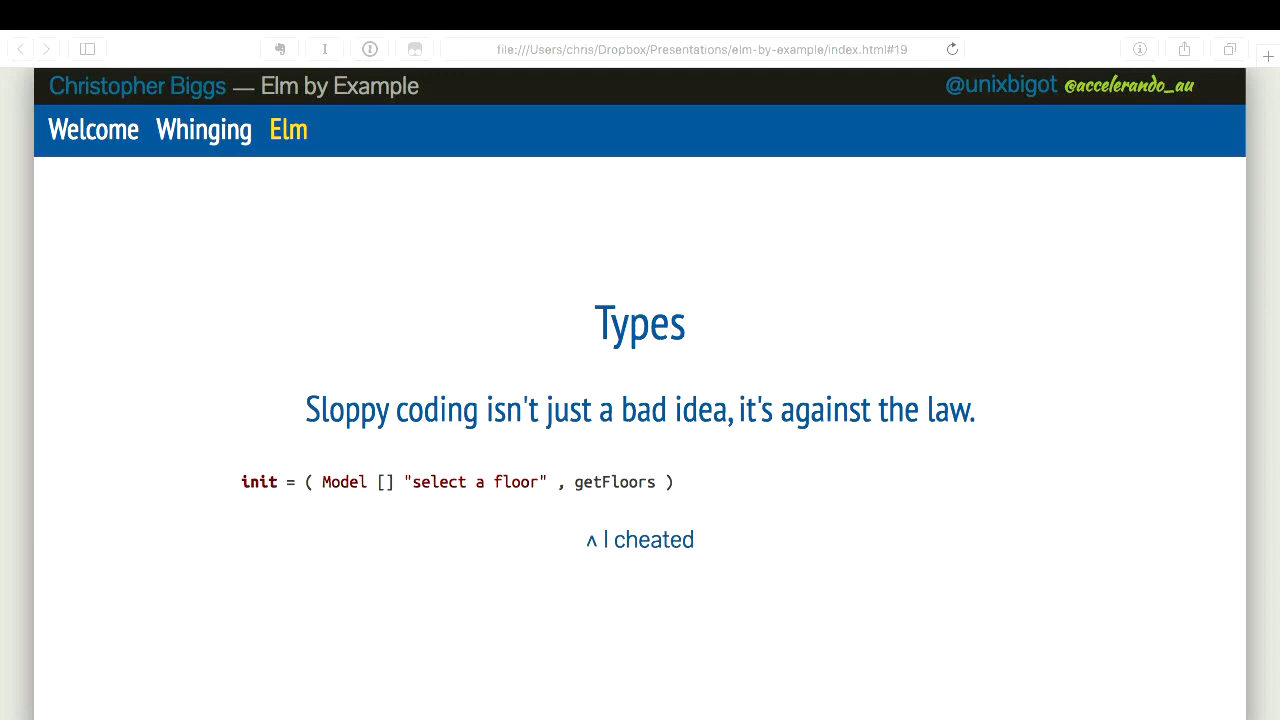 file:///Users/chris/Dropbox/Presentations/elm-by-example/index.html#19
Christopher Biggs — Elm by Example
@unixbigot @accelerando_au
Welcome Whinging Elm
Types
Sloppy coding isn't just a bad idea, it's against the law.
init = ( Model [] "select a floor" , getFloors )
^ I cheated